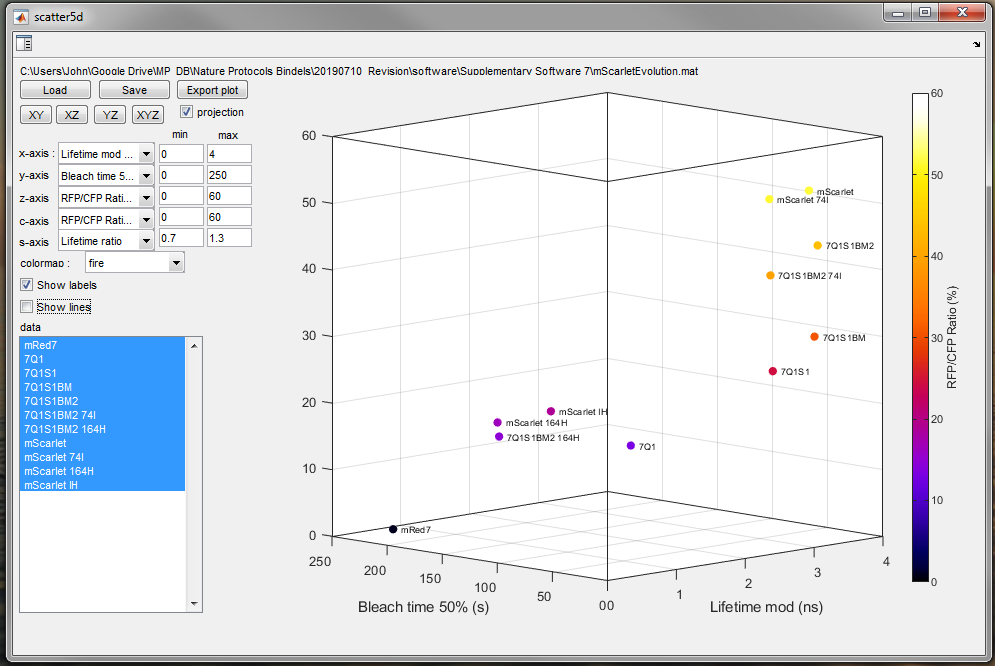 scatter5d
C:\Users\John\Google Drive\MP_DB\Nature Protocols Bindels\20190710_Revision\software\Supplementary Software 7\mScarletEvolution.mat
Load Save Export plot
XY XZ YZ XYZ projection
min max
x-axis : Lifetime mod ... 0 4
y-axis Bleach time 5... 0 250
z-axis RFP/CFP Rati... 0 60
c-axis RFP/CFP Rati... 0 60
s-axis Lifetime ratio 0.7 1.3
colormap : fire
Show labels
Show lines
data
mRed7
7Q1
7Q1S1
7Q1S1BM
7Q1S1BM2
7Q1S1BM2 74I
7Q1S1BM2 164H
mScarlet
mScarlet 74I
mScarlet 164H
mScarlet IH
60
50
40
30
20
10
0
mScarlet
mScarlet 74I
7Q1S1BM2
7Q1S1BM2 74I
7Q1S1BM
7Q1S1
mScarlet IH
mScarlet 164H
7Q1S1BM2 164H
7Q1
mRed7
250 200 150 100 50 0
Bleach time 50% (s)
0 1 2 3 4
Lifetime mod (ns)
60
50
40
30
20
10
0
RFP/CFP Ratio (%)